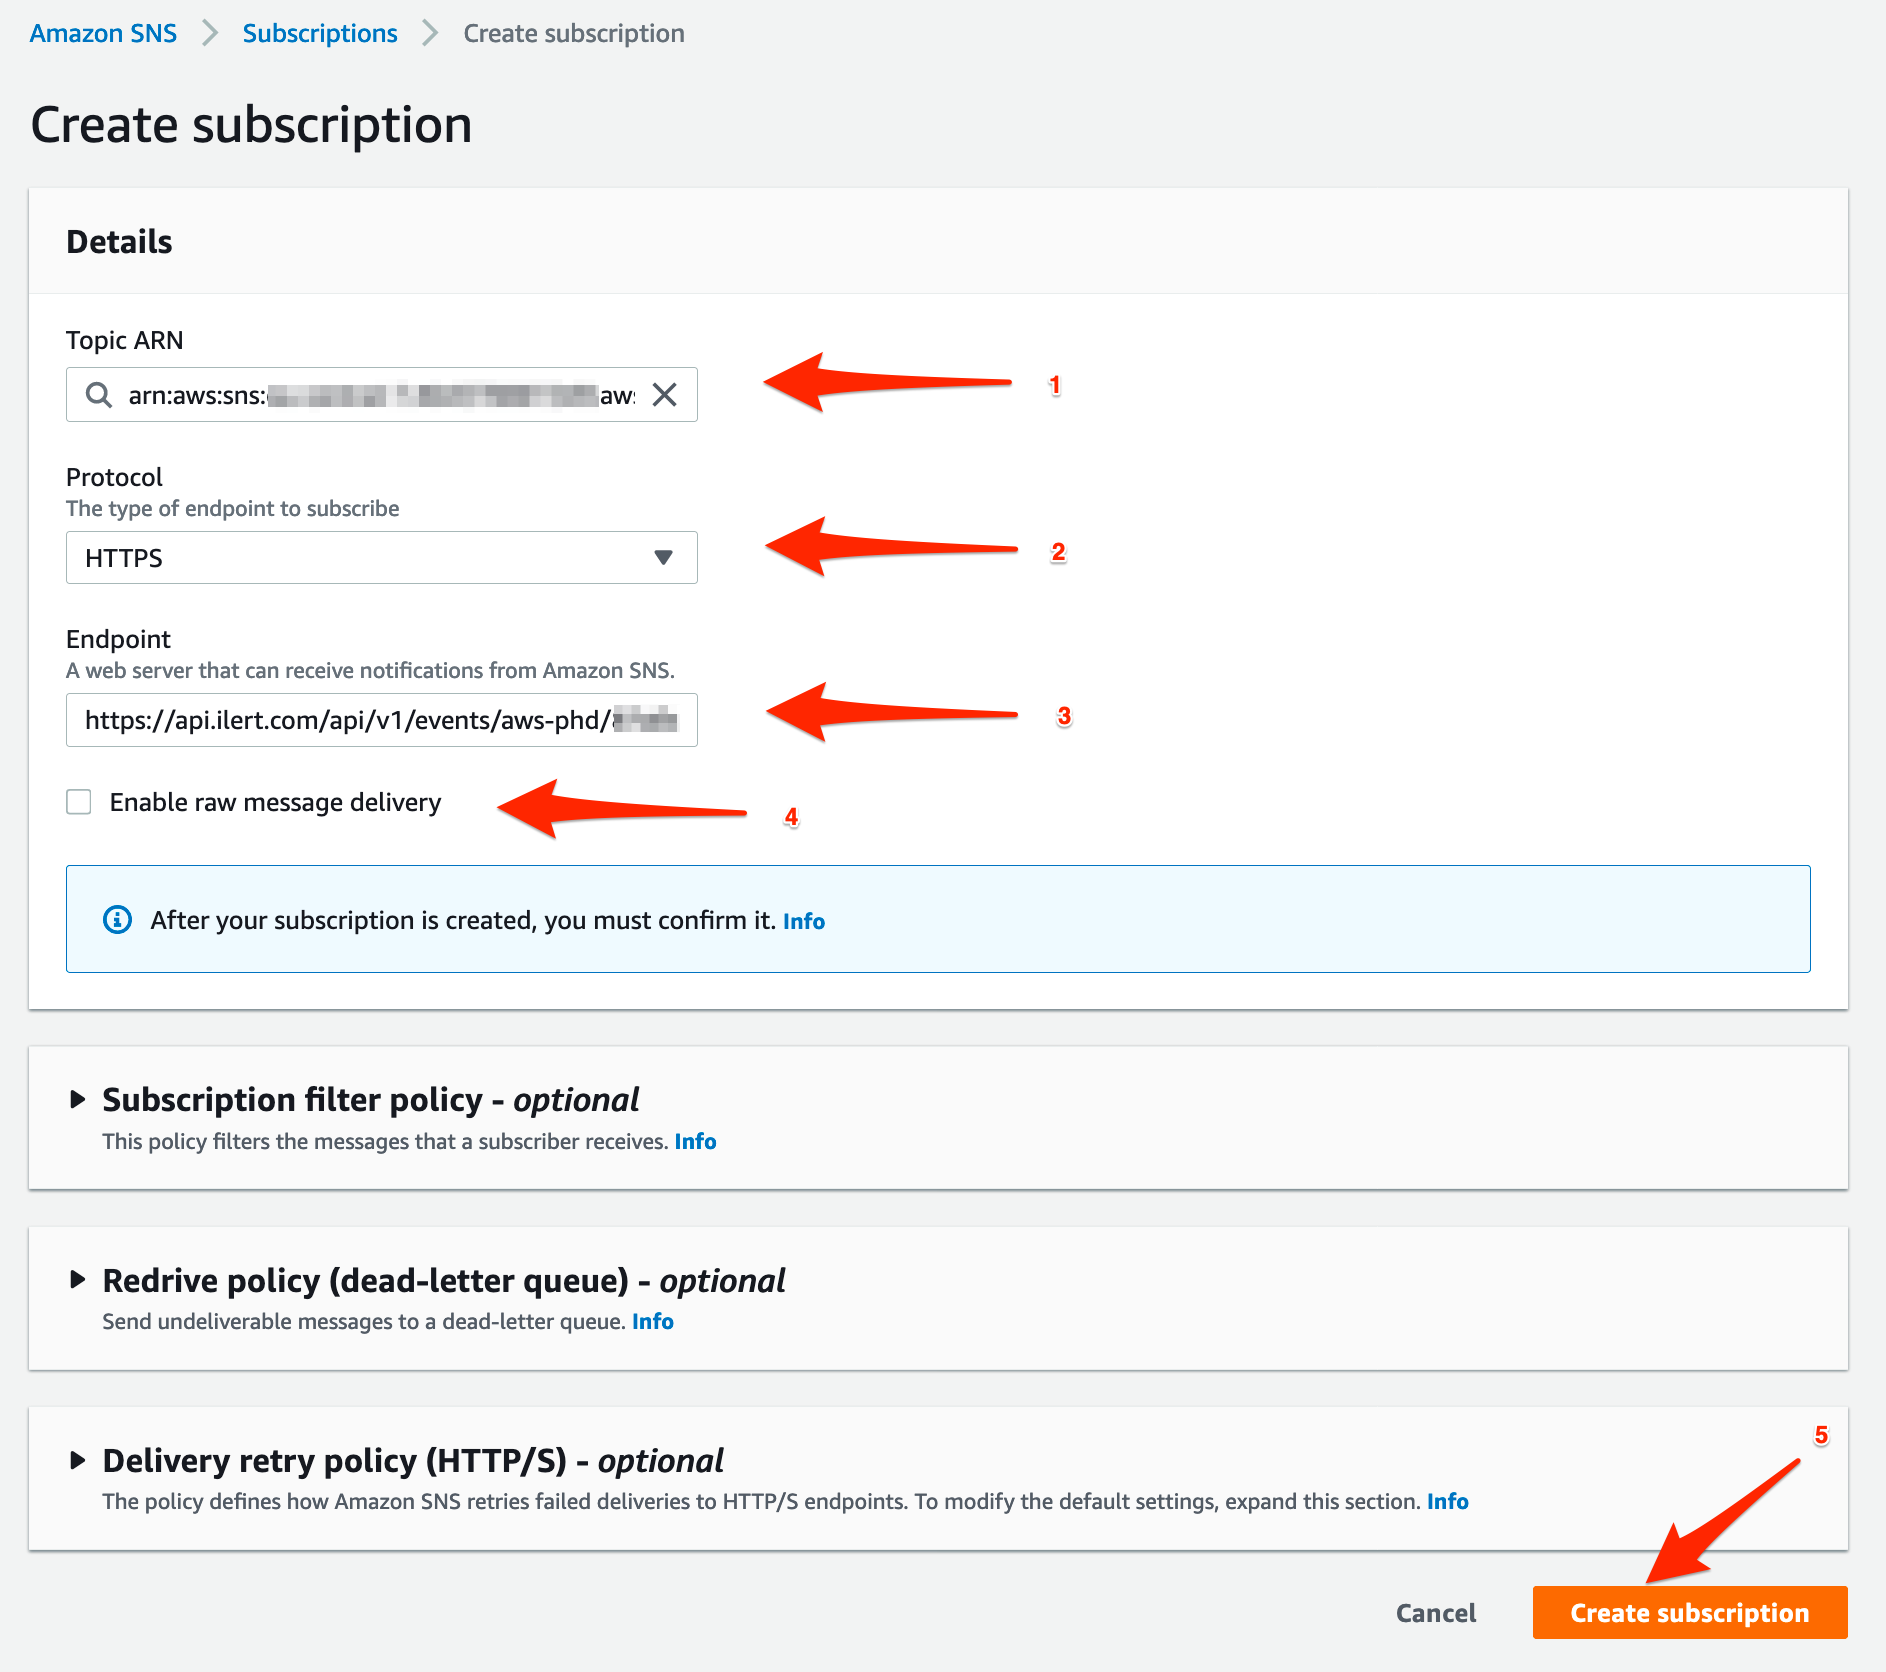 Amazon SNS > Subscriptions > Create subscription
Create subscription
Details
Topic ARN
arn:aws:sns: aws
1
Protocol
The type of endpoint to subscribe
HTTPS
2
Endpoint
A web server that can receive notifications from Amazon SNS.
https://api.ilert.com/api/v1/events/aws-phd/
3
Enable raw message delivery
4
After your subscription is created, you must confirm it. Info
Subscription filter policy - optional
This policy filters the messages that a subscriber receives. Info
Redrive policy (dead-letter queue) - optional
Send undeliverable messages to a dead-letter queue. Info
Delivery retry policy (HTTP/S) - optional
The policy defines how Amazon SNS retries failed deliveries to HTTP/S endpoints. To modify the default settings, expand this section. Info
5
Cancel
Create subscription